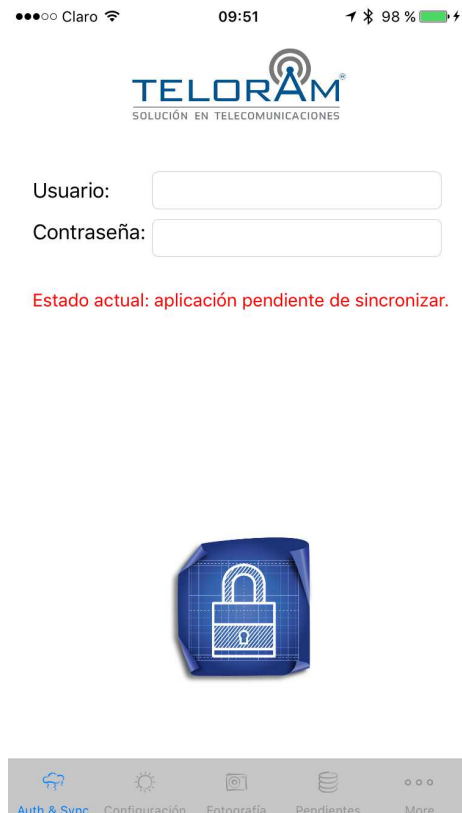 ●●●○○ Claro 09:51 98 %
TELORAM®
SOLUCIÓN EN TELECOMUNICACIONES
Usuario:
Contraseña:
Estado actual: aplicación pendiente de sincronizar.
Auth & Sync Configuración Fotografía Pendientes More